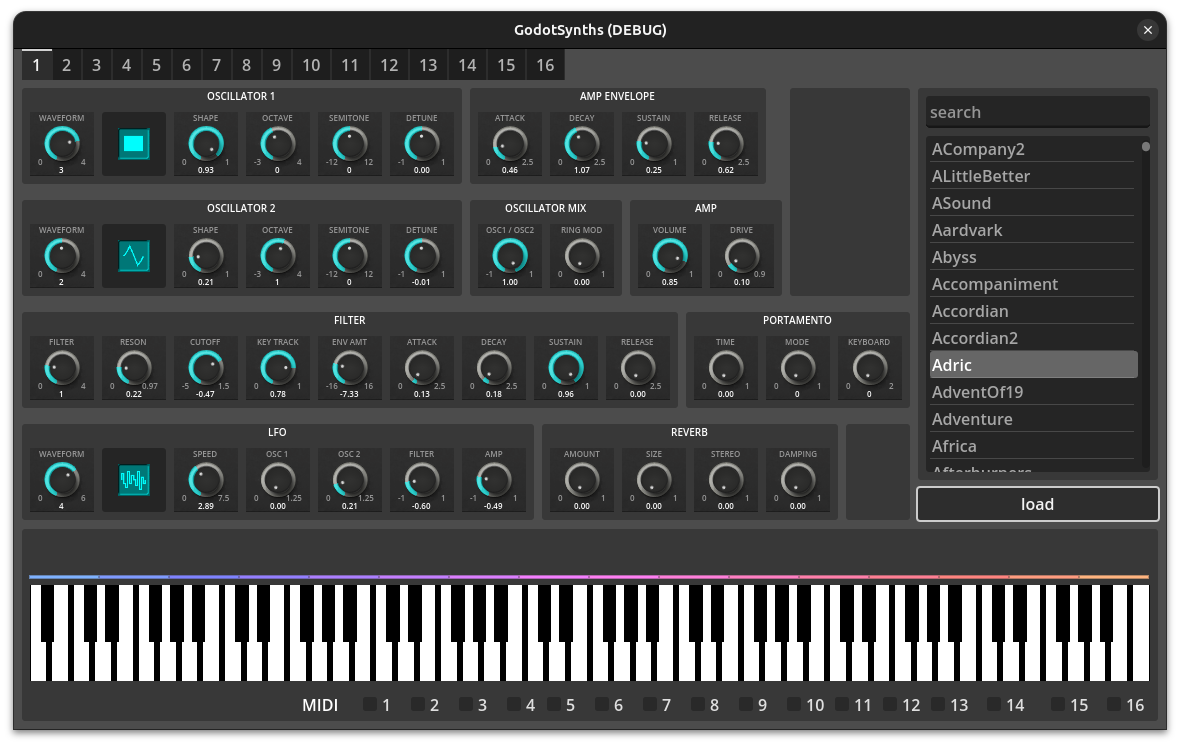 GodotSynths (DEBUG)
1 2 3 4 5 6 7 8 9 10 11 12 13 14 15 16
OSCILLATOR 1
WAVEFORM SHAPE OCTAVE SEMITONE DETUNE
0 4 0 1 -3 4 -12 12 -1 1
3 0.93 0 0 0.00
AMP ENVELOPE
ATTACK DECAY SUSTAIN RELEASE
0 2.5 0 2.5 0 1 0 2.5
0.46 1.07 0.25 0.62
OSCILLATOR 2
WAVEFORM SHAPE OCTAVE SEMITONE DETUNE
0 4 0 1 -3 4 -12 12 -1 1
2 0.21 1 0 -0.01
OSCILLATOR MIX
OSC1 / OSC2 RING MOD
-1 1 0 1
1.00 0.00
AMP
VOLUME DRIVE
0 1 0 0.9
0.85 0.10
FILTER
FILTER RESON CUTOFF KEY TRACK ENV AMT ATTACK DECAY SUSTAIN RELEASE
0 4 0 0.97 -5 1.5 0 1 -16 16 0 2.5 0 2.5 0 1 0 2.5
1 0.22 -0.47 0.78 -7.33 0.13 0.18 0.96 0.00
PORTAMENTO
TIME MODE KEYBOARD
0 1 0 1 0 2
0.00 0 0
LFO
WAVEFORM SPEED OSC 1 OSC 2 FILTER AMP
0 6 0 7.5 0 1.25 0 1.25 -1 1 -1 1
4 2.89 0.00 0.21 -0.60 -0.49
REVERB
AMOUNT SIZE STEREO DAMPING
0 1 0 1 0 1 0 1
0.00 0.00 0.00 0.00
search
ACompany2
ALittleBetter
ASound
Aardvark
Abyss
Accompaniment
Accordian
Accordian2
Adric
AdventOf19
Adventure
Africa
Afterburners
load
MIDI 1 2 3 4 5 6 7 8 9 10 11 12 13 14 15 16